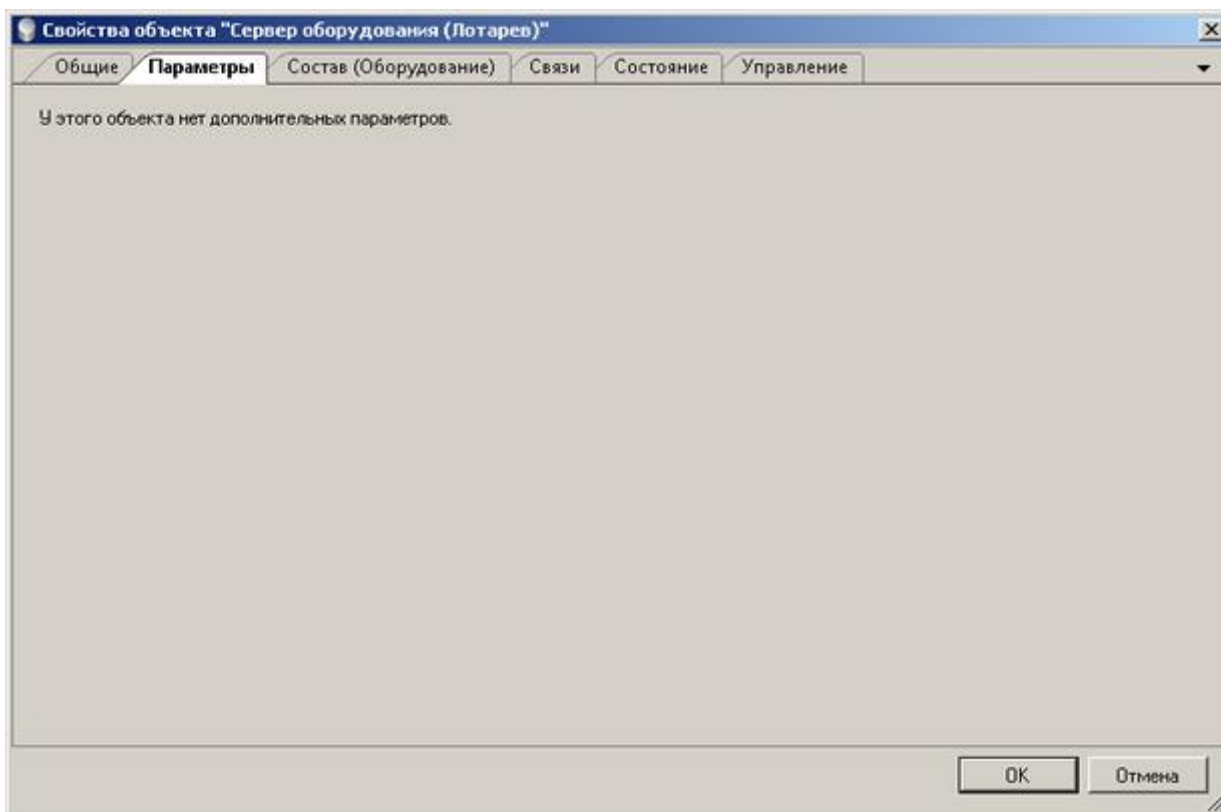 Свойства объекта "Сервер оборудования (Лотарев)"
Общие Параметры Состав (Оборудование) Связи Состояние Управление
У этого объекта нет дополнительных параметров.
OK Отмена